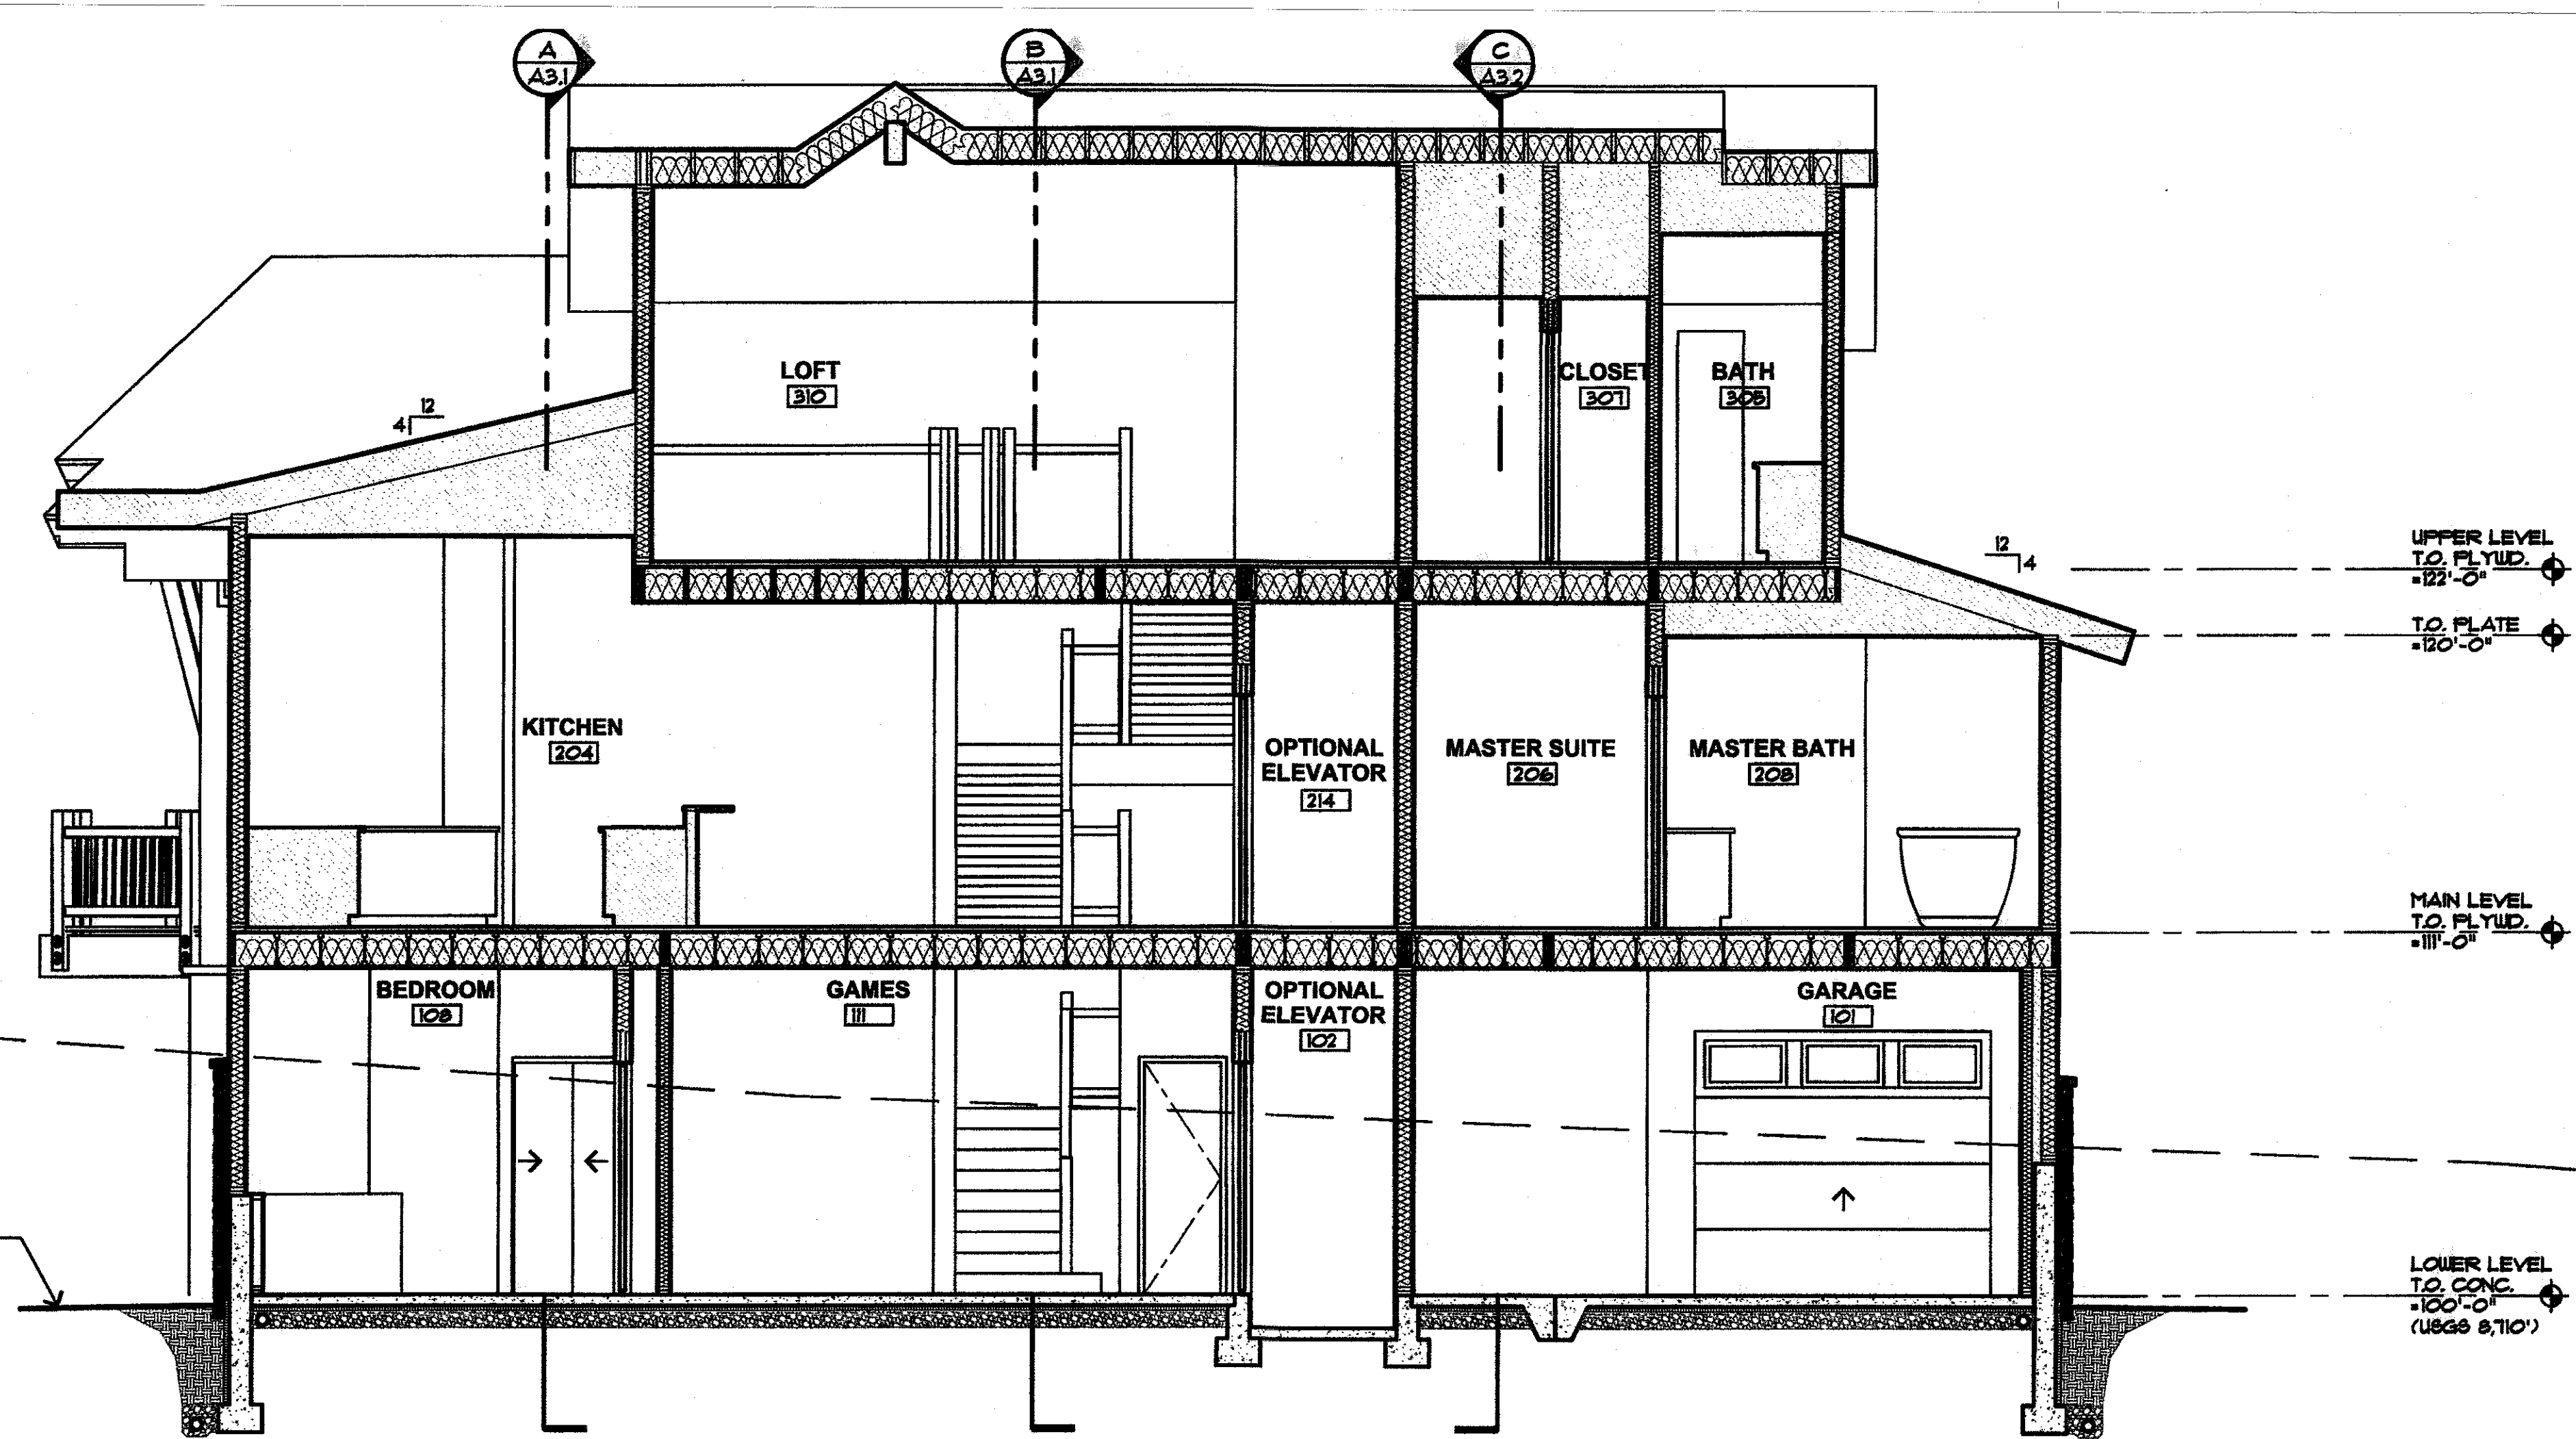 A
A3.1
B
A3.1
C
A3.2
LOFT
310
CLOSET
307
BATH
305
12
4
12
4
UPPER LEVEL
T.O. PLYWD.
=122'-0"
T.O. PLATE
=120'-0"
KITCHEN
204
OPTIONAL
ELEVATOR
214
MASTER SUITE
206
MASTER BATH
208
MAIN LEVEL
T.O. PLYWD.
=111'-0"
BEDROOM
108
GAMES
111
OPTIONAL
ELEVATOR
102
GARAGE
101
LOWER LEVEL
T.O. CONC.
=100'-0"
(USGS 8,710')